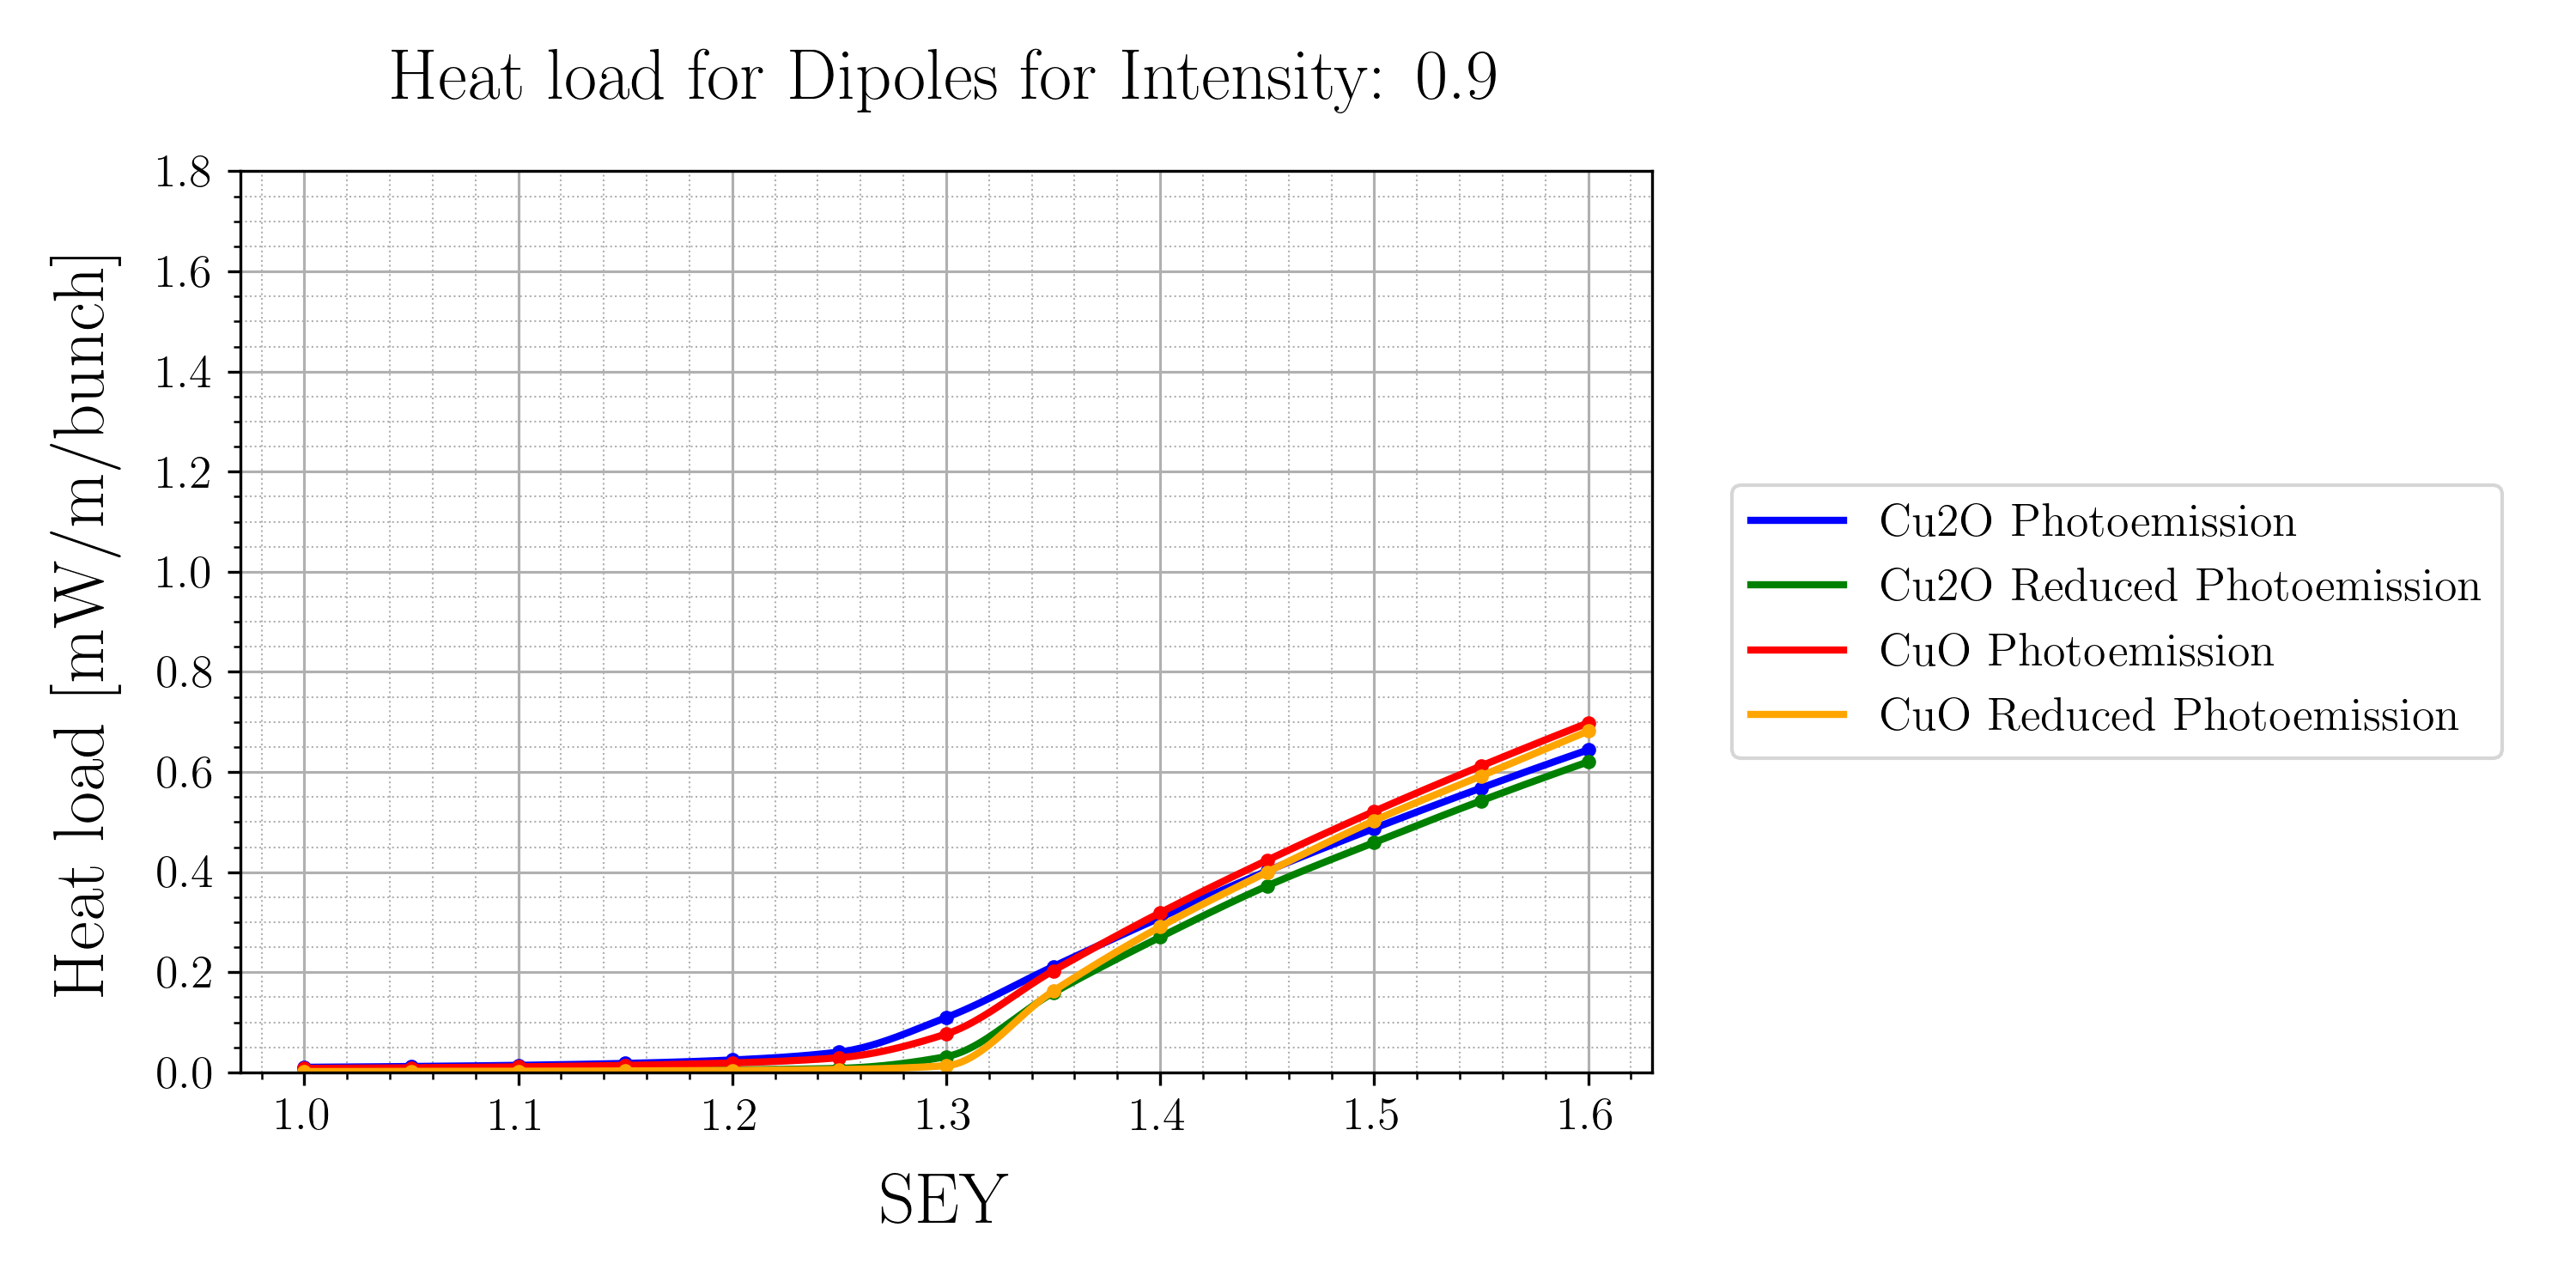 Heat load for Dipoles for Intensity: 0.9
Heat load [mW/m/bunch]
1.8
1.6
1.4
1.2
1.0
0.8
0.6
0.4
0.2
0.0
1.0 1.1 1.2 1.3 1.4 1.5 1.6
SEY
Cu2O Photoemission
Cu2O Reduced Photoemission
CuO Photoemission
CuO Reduced Photoemission